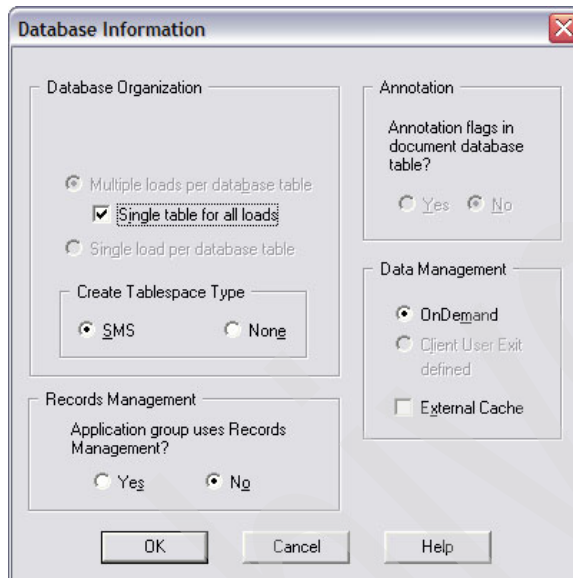 Database Information
Database Organization
Multiple loads per database table
Single table for all loads
Single load per database table
Create Tablespace Type
SMS
None
Records Management
Application group uses Records
Management?
Yes
No
Annotation
Annotation flags in
document database
table?
Yes
No
Data Management
OnDemand
Client User Exit
defined
External Cache
OK
Cancel
Help